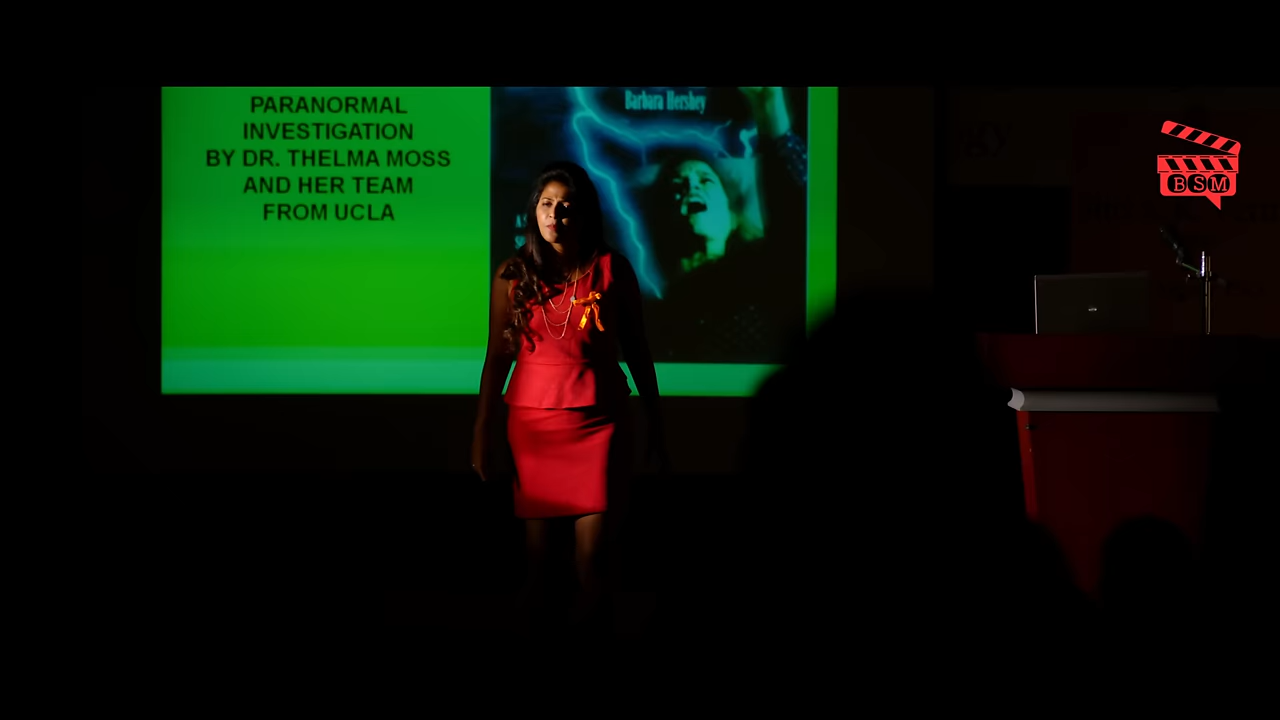 PARANORMAL
INVESTIGATION
BY DR. THELMA MOSS
AND HER TEAM
FROM UCLA
Barbara Hershey
BSM